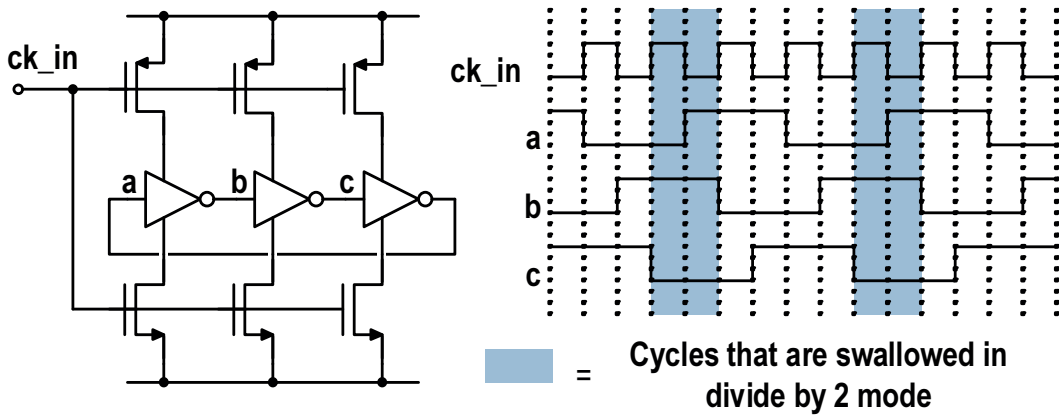 ck_in
a
b
c
ck_in
a
b
c
= Cycles that are swallowed in
divide by 2 mode